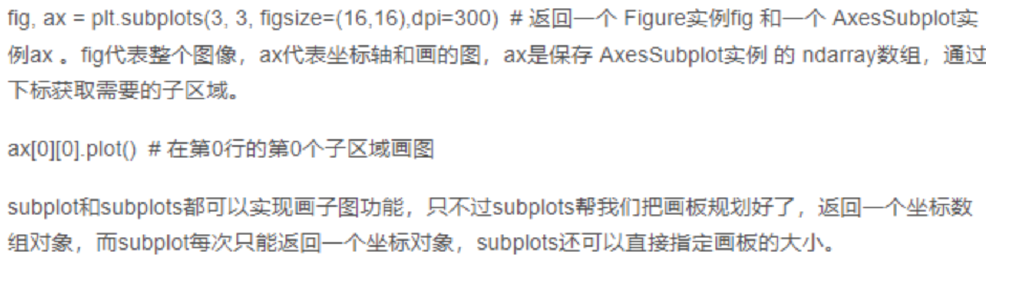 fig, ax = plt.subplots(3, 3, figsize=(16,16),dpi=300)  # 返回一个 Figure实例fig 和一个 AxesSubplot实
例ax 。fig代表整个图像，ax代表坐标轴和画的图，ax是保存 AxesSubplot实例 的 ndarray数组，通过
下标获取需要的子区域。
ax[0][0].plot()  # 在第0行的第0个子区域画图
subplot和subplots都可以实现画子图功能，只不过subplots帮我们把画板规划好了，返回一个坐标数
组对象，而subplot每次只能返回一个坐标对象，subplots还可以直接指定画板的大小。